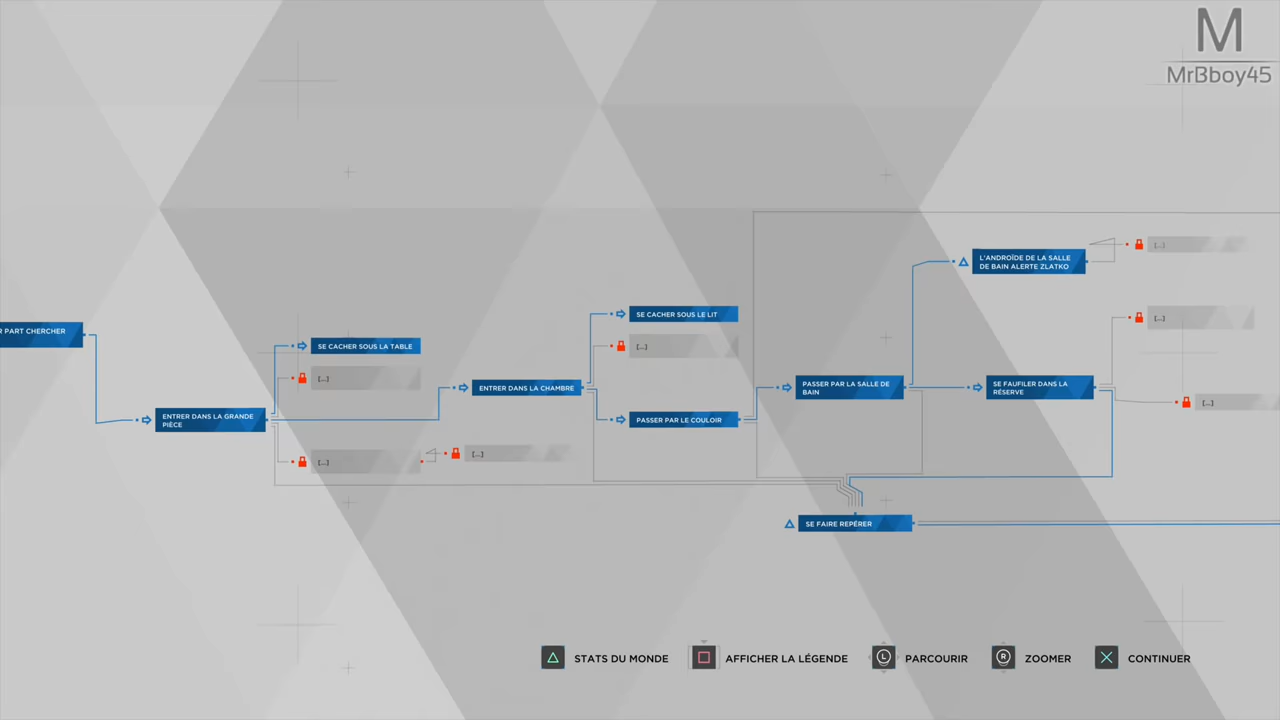 M
MrBboy45
L'ANDROÏDE DE LA SALLE
DE BAIN ALERTE ZLATKO
[...]
SE CACHER SOUS LE LIT
[...]
R PART CHERCHER
SE CACHER SOUS LA TABLE
[...]
[...]
ENTRER DANS LA CHAMBRE
PASSER PAR LA SALLE DE
BAIN
SE FAUFILER DANS LA
RÉSERVE
[...]
[...]
ENTRER DANS LA GRANDE
PIÈCE
PASSER PAR LE COULOIR
[...]
[...]
SE FAIRE REPÉRER
STATS DU MONDE
AFFICHER LA LÉGENDE
L
PARCOURIR
R
ZOOMER
CONTINUER